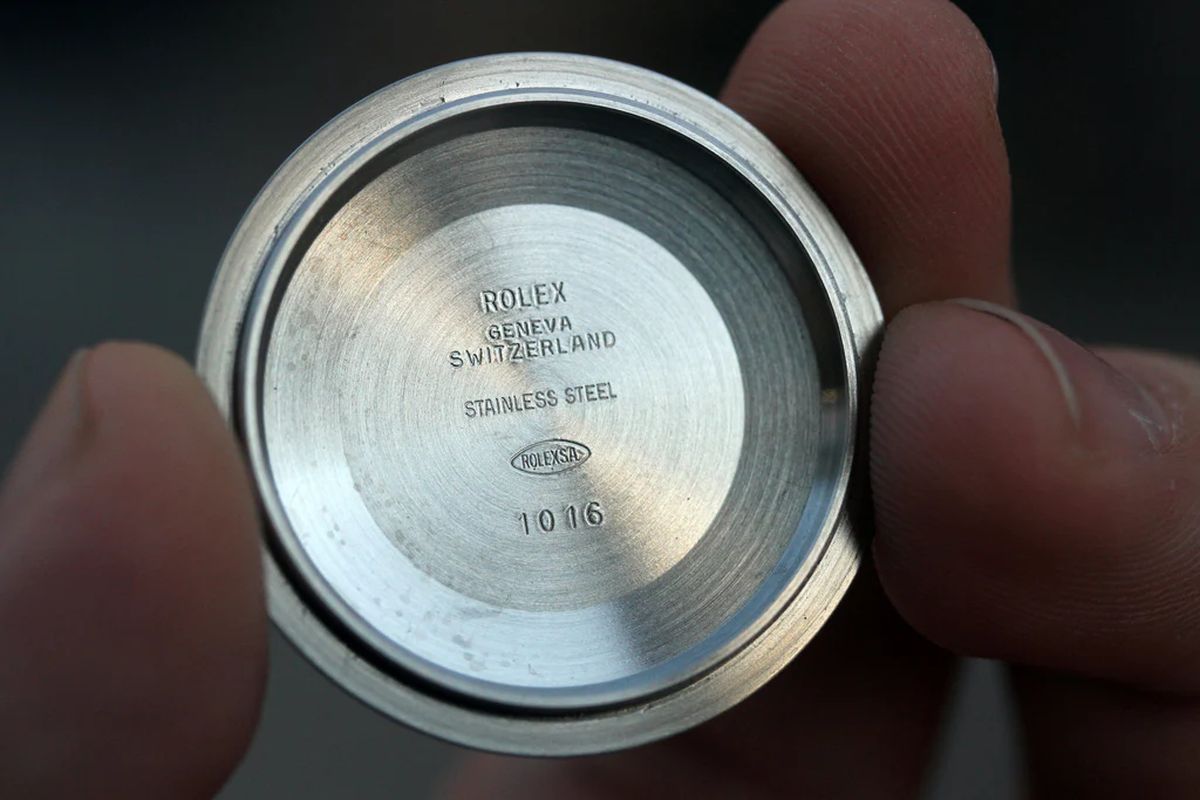 ROLEX
GENEVA
SWITZERLAND
STAINLESS STEEL
ROLEXSA
1016